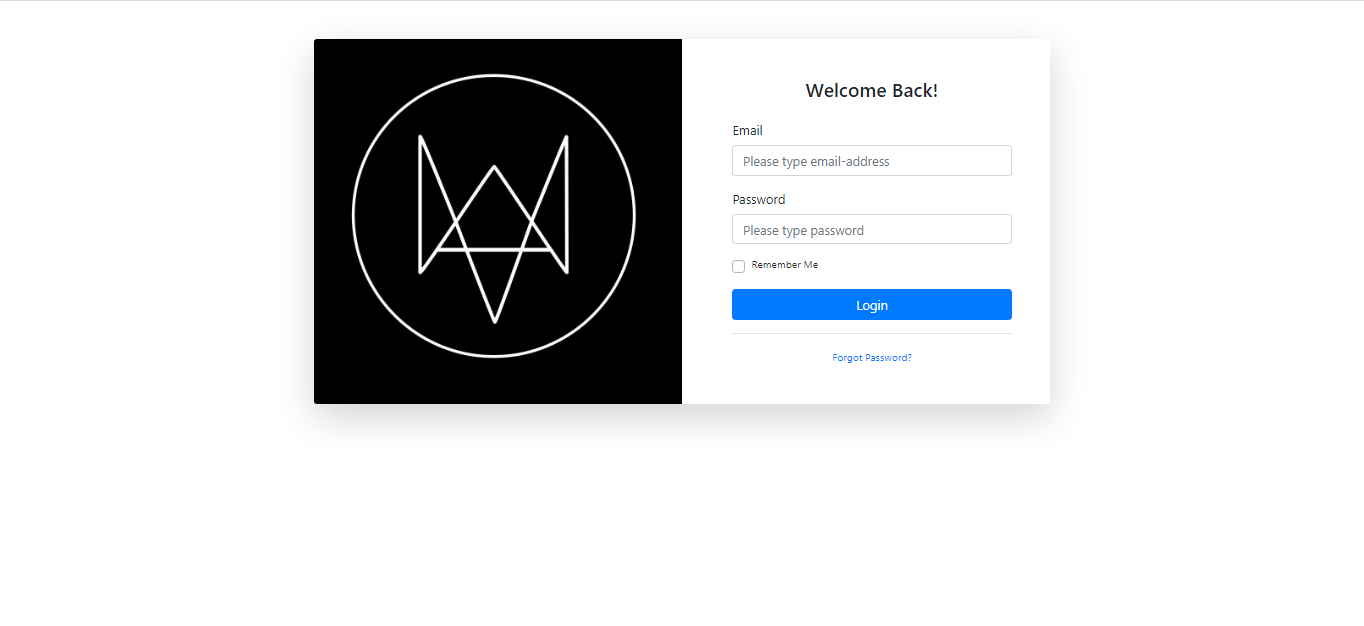 Welcome Back!
Email
Please type email-address
Password
Please type password
Remember Me
Login
Forgot Password?